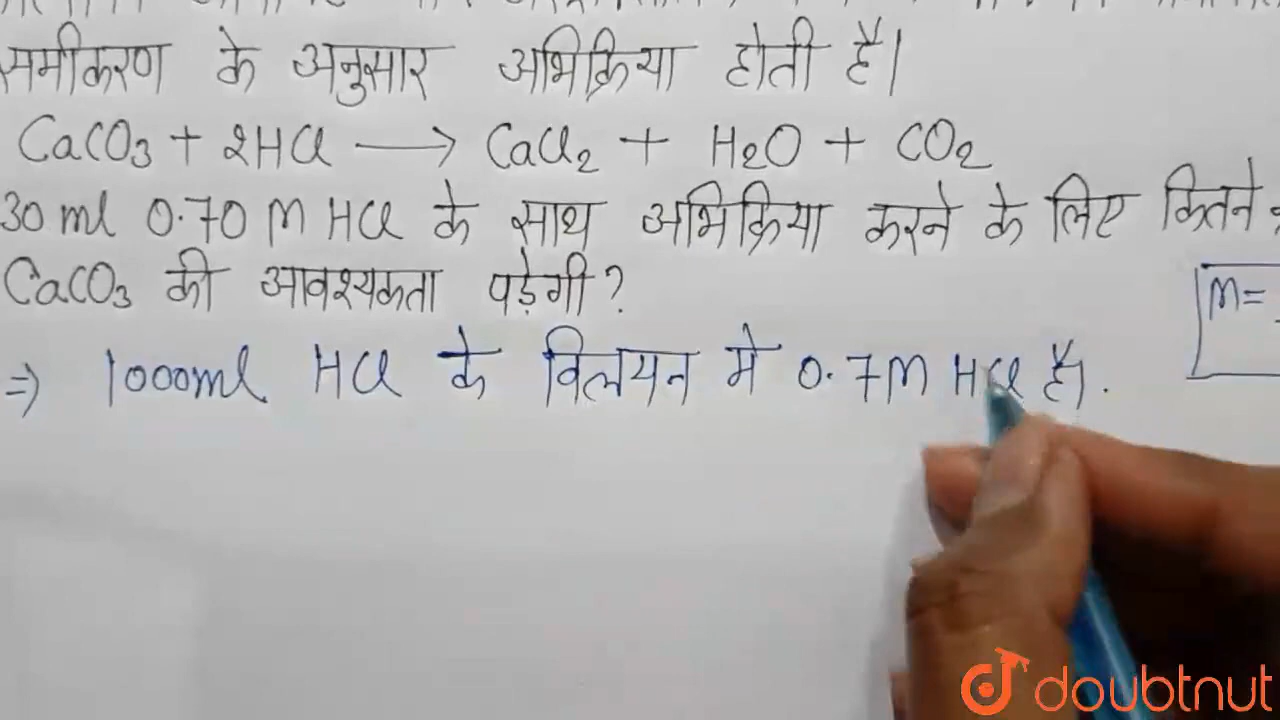 समीकरण के अनुसार अभिक्रिया होती है।
CaCO3 + 2HCl ⟶ CaCl2 + H2O + CO2
30 ml 0.70 M HCl के साथ अभिक्रिया करने के लिए कितने
CaCO3 की आवश्यकता पड़ेगी?
M=
⇒ 1000ml HCl के विलयन मे 0.7M HCl है।.
doubtnut